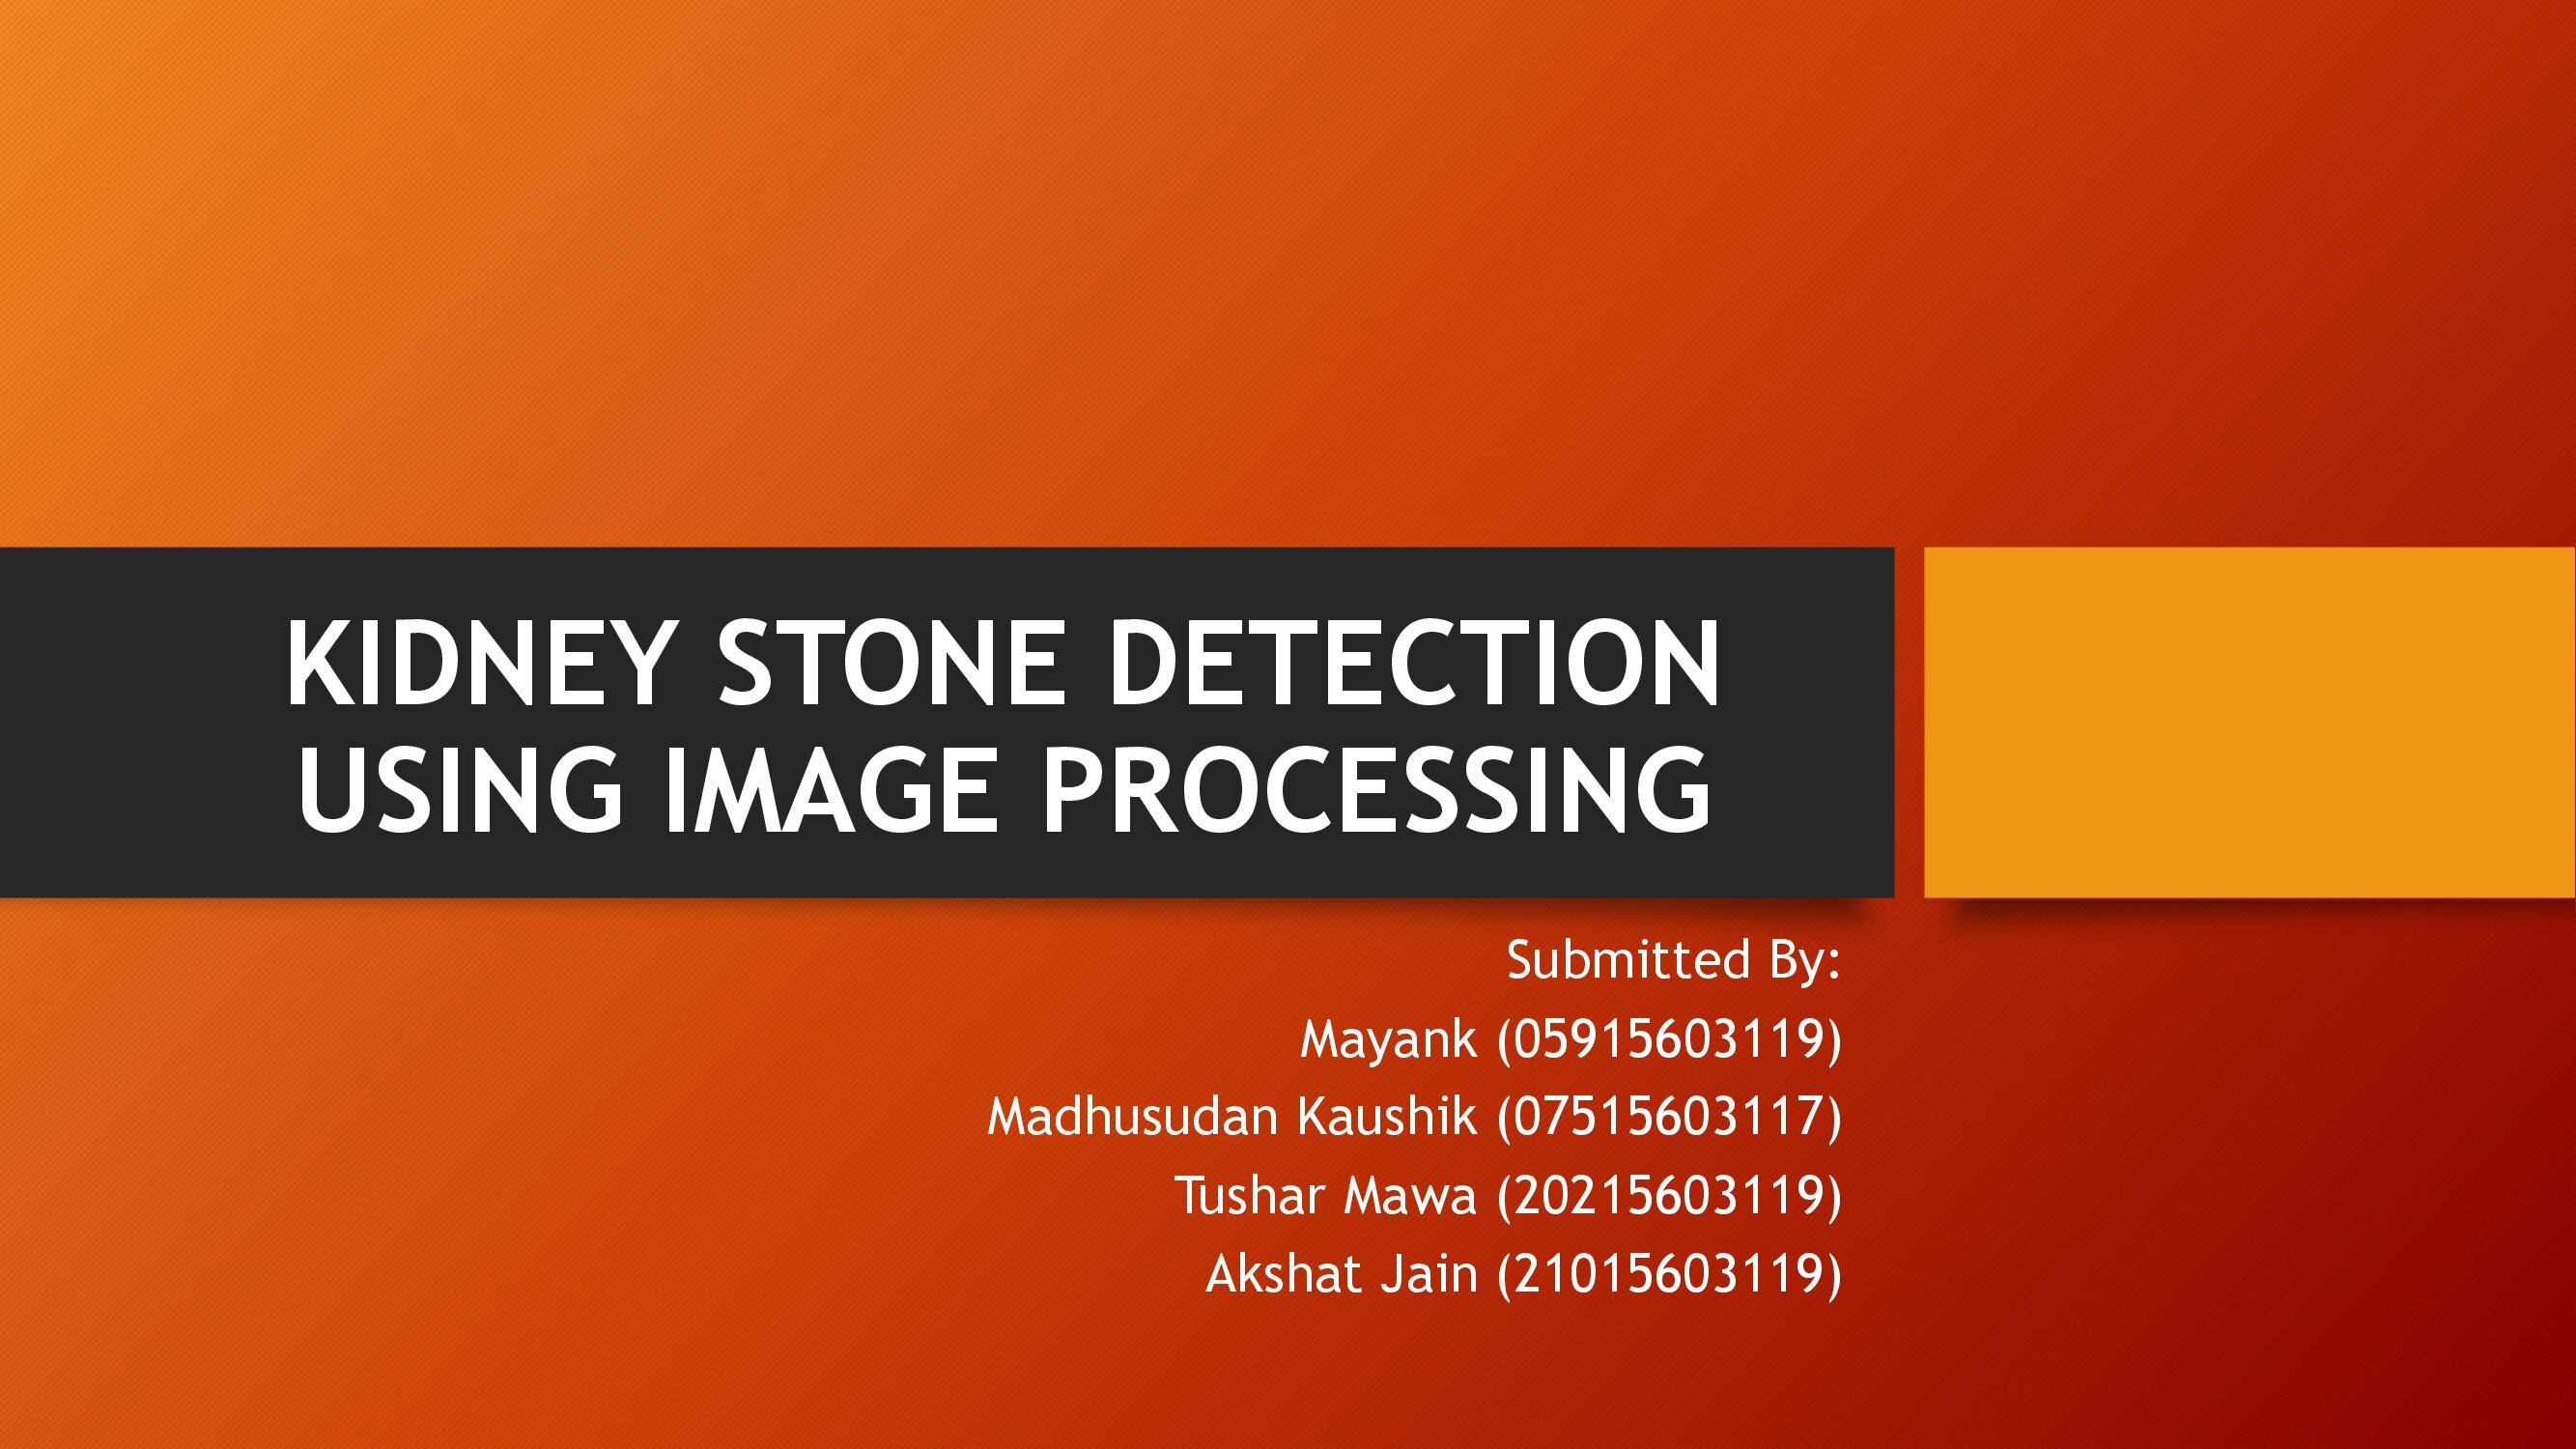 KIDNEY STONE DETECTION
USING IMAGE PROCESSING
Submitted By:
Mayank (05915603119)
Madhusudan Kaushik (07515603117)
Tushar Mawa (20215603119)
Akshat Jain (21015603119)